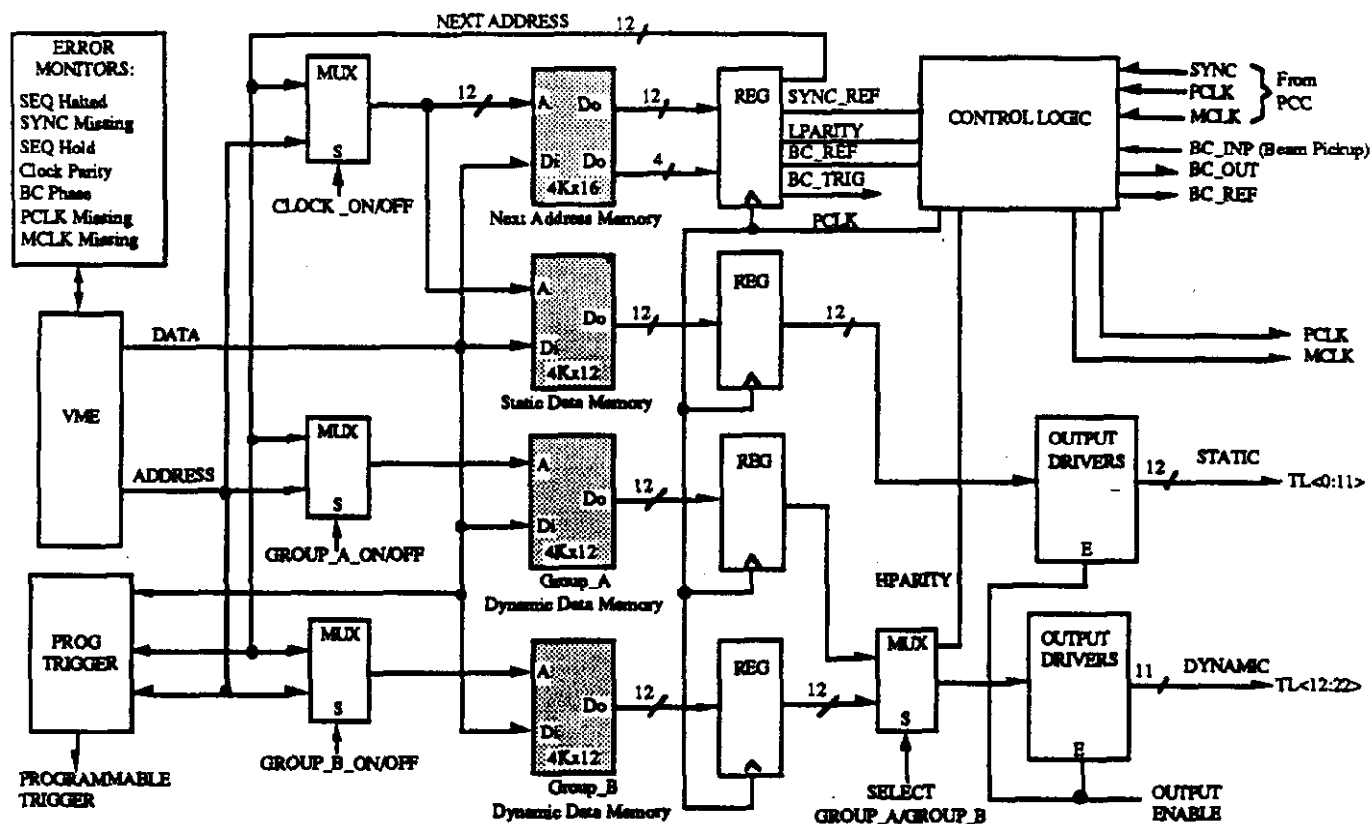 NEXT ADDRESS
12
ERROR
MONITORS:
SEQ Halted
SYNC Missing
SEQ Hold
Clock Parity
BC Phase
PCLK Missing
MCLK Missing
MUX
S
CLOCK _ON/OFF
12
A
Do
Di
Do
4Kx16
Next Address Memory
12
4
REG
SYNC_REF
LPARITY
BC_REF
BC_TRIG
PCLK
CONTROL LOGIC
SYNC
PCLK
MCLK
From
PCC
BC_INP (Beam Pickup)
BC_OUT
BC_REF
VME
DATA
ADDRESS
A
Do
Di
4Kx12
Static Data Memory
12
REG
12
PCLK
MCLK
MUX
S
GROUP_A_ON/OFF
A
Do
Di
4Kx12
Group_A
Dynamic Data Memory
12
REG
HPARITY
OUTPUT
DRIVERS
E
12
STATIC
TL<0:11>
PROG
TRIGGER
PROGRAMMABLE
TRIGGER
MUX
S
GROUP_B_ON/OFF
A
Do
Di
4Kx12
Group_B
Dynamic Data Memory
12
REG
12
MUX
S
SELECT
GROUP_A/GROUP_B
OUTPUT
DRIVERS
E
11
DYNAMIC
TL<12:22>
OUTPUT
ENABLE